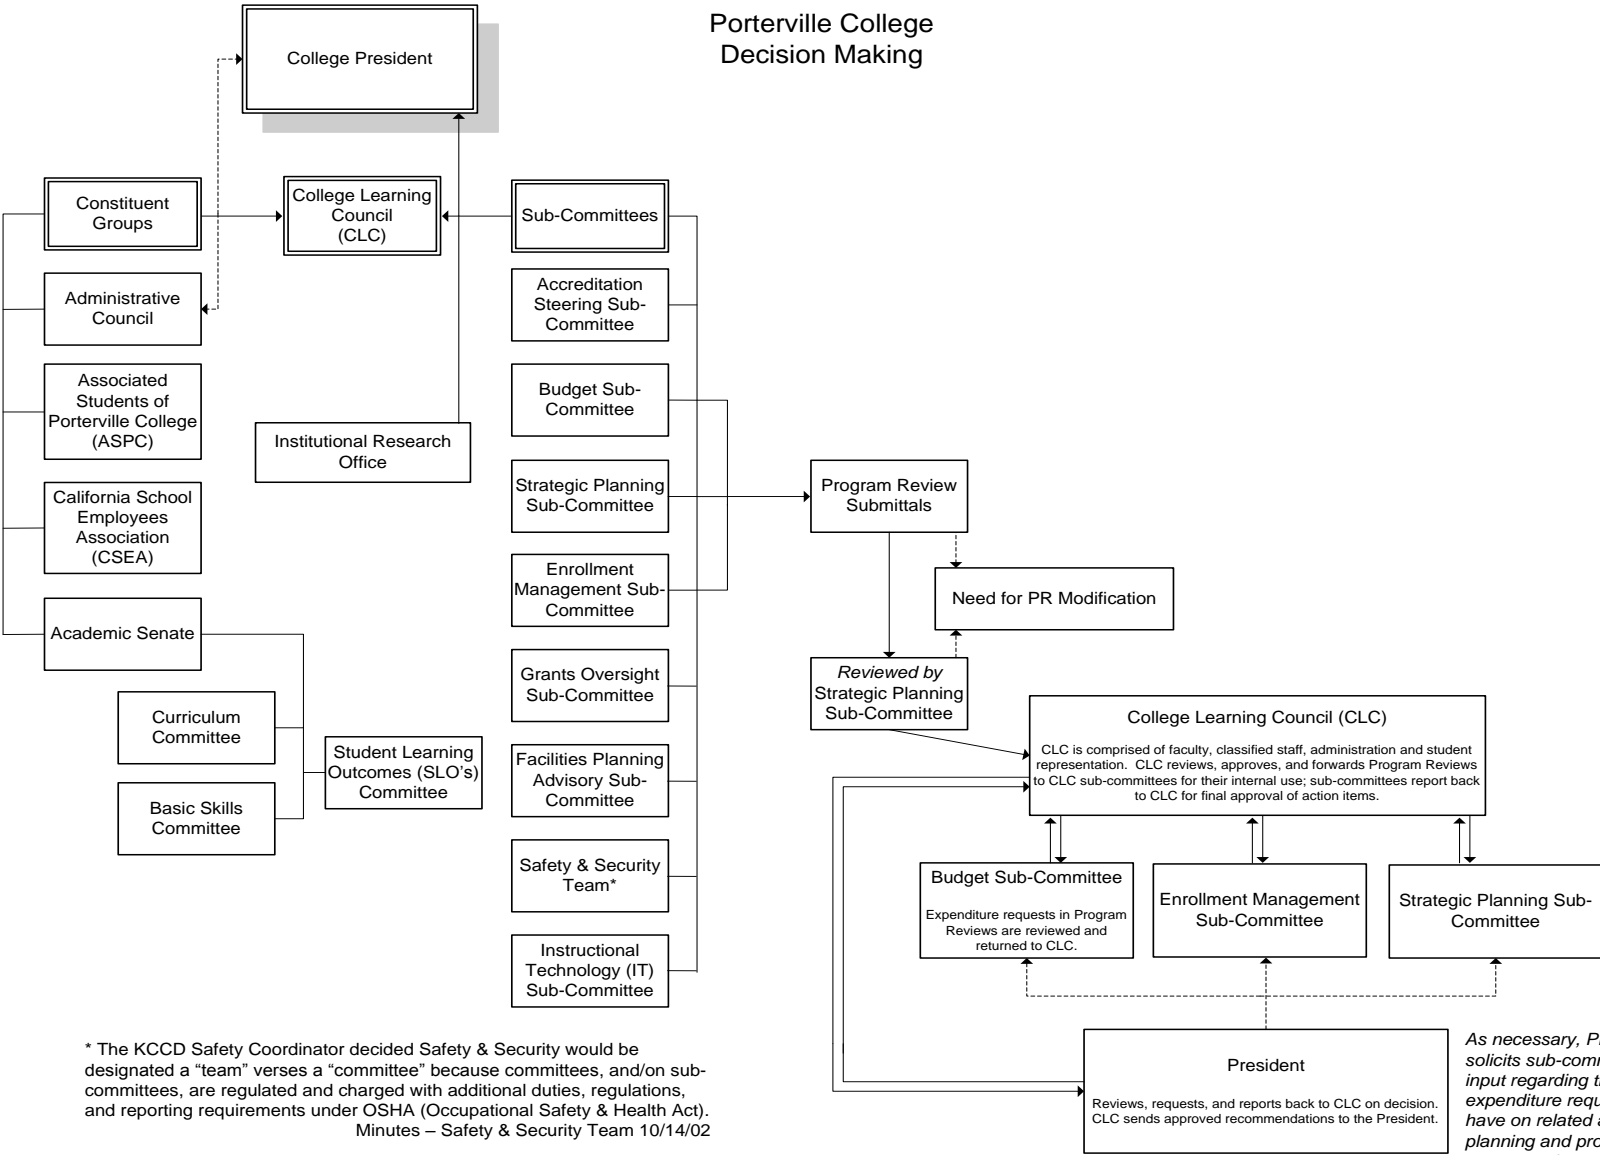 Porterville College
Decision Making
College President
Constituent
Groups
College Learning
Council
(CLC)
Sub-Committees
Administrative
Council
Associated
Students of
Porterville College
(ASPC)
California School
Employees
Association
(CSEA)
Academic Senate
Curriculum
Committee
Basic Skills
Committee
Student Learning
Outcomes (SLO's)
Committee
Institutional Research
Office
Accreditation
Steering Sub-
Committee
Budget Sub-
Committee
Strategic Planning
Sub-Committee
Enrollment
Management Sub-
Committee
Grants Oversight
Sub-Committee
Facilities Planning
Advisory Sub-
Committee
Safety & Security
Team*
Instructional
Technology (IT)
Sub-Committee
Program Review
Submittals
Need for PR Modification
Reviewed by
Strategic Planning
Sub-Committee
College Learning Council (CLC)
CLC is comprised of faculty, classified staff, administration and student
representation. CLC reviews, approves, and forwards Program Reviews
to CLC sub-committees for their internal use; sub-committees report back
to CLC for final approval of action items.
Budget Sub-Committee
Expenditure requests in Program
Reviews are reviewed and
returned to CLC.
Enrollment Management
Sub-Committee
Strategic Planning Sub-
Committee
President
Reviews, requests, and reports back to CLC on decision.
CLC sends approved recommendations to the President.
As necessary,
solicits
input regarding
expenditure
have on related
planning and
* The KCCD Safety Coordinator decided Safety & Security would be
designated a "team" verses a "committee" because committees, and/on sub-
committees, are regulated and charged with additional duties, regulations,
and reporting requirements under OSHA (Occupational Safety & Health Act).
Minutes – Safety & Security Team 10/14/02